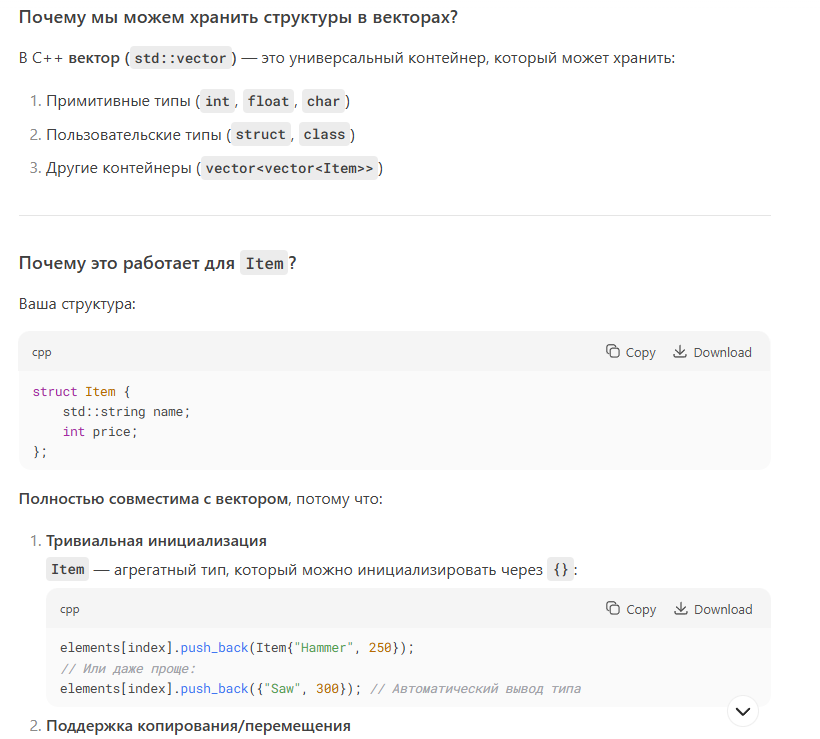 Почему мы можем хранить структуры в векторах?
В C++ вектор (std::vector) — это универсальный контейнер, который может хранить:
1. Примитивные типы (int, float, char)
2. Пользовательские типы (struct, class)
3. Другие контейнеры (vector<vector<Item>>)
Почему это работает для Item?
Ваша структура:
cpp Copy Download
struct Item {
    std::string name;
    int price;
};
Полностью совместима с вектором, потому что:
1. Тривиальная инициализация
Item — агрегатный тип, который можно инициализировать через {}:
cpp Copy Download
elements[index].push_back(Item{"Hammer", 250});
// Или даже проще:
elements[index].push_back({"Saw", 300}); // Автоматический вывод типа
2. Поддержка копирования/перемещения